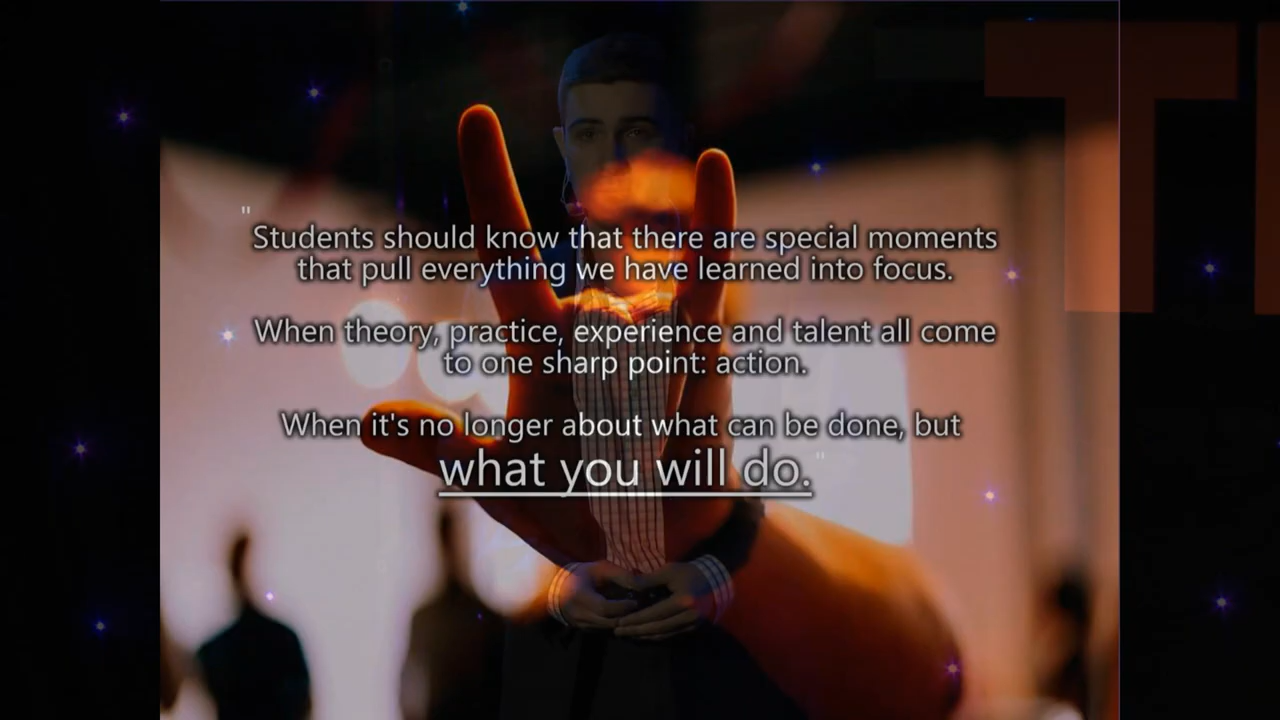 "Students should know that there are special moments
that pull everything we have learned into focus.
When theory, practice, experience and talent all come
to one sharp point: action.
When it's no longer about what can be done, but
what you will do."